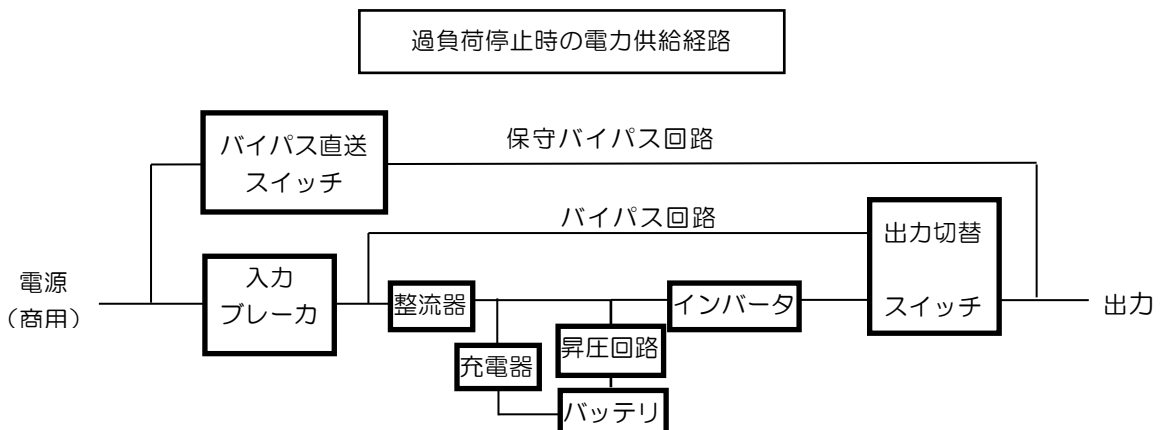 過負荷停止時の電力供給経路
バイパス直送
スイッチ
保守バイパス回路
バイパス回路
出力切替
スイッチ
電源
（商用）
入力
ブレーカ
整流器
インバータ
出力
充電器
昇圧回路
バッテリ